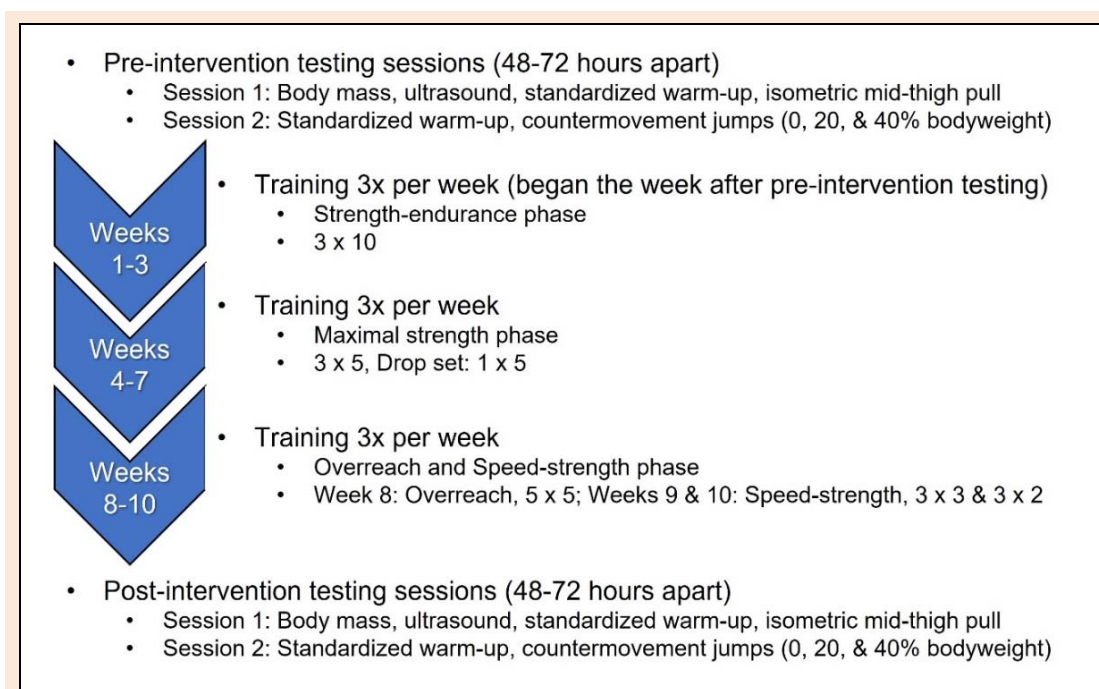 • Pre-intervention testing sessions (48-72 hours apart)
• Session 1: Body mass, ultrasound, standardized warm-up, isometric mid-thigh pull
• Session 2: Standardized warm-up, countermovement jumps (0, 20, & 40% bodyweight)
Weeks
1-3
• Training 3x per week (began the week after pre-intervention testing)
• Strength-endurance phase
• 3 x 10
Weeks
4-7
• Training 3x per week
• Maximal strength phase
• 3 x 5, Drop set: 1 x 5
Weeks
8-10
• Training 3x per week
• Overreach and Speed-strength phase
• Week 8: Overreach, 5 x 5; Weeks 9 & 10: Speed-strength, 3 x 3 & 3 x 2
• Post-intervention testing sessions (48-72 hours apart)
• Session 1: Body mass, ultrasound, standardized warm-up, isometric mid-thigh pull
• Session 2: Standardized warm-up, countermovement jumps (0, 20, & 40% bodyweight)